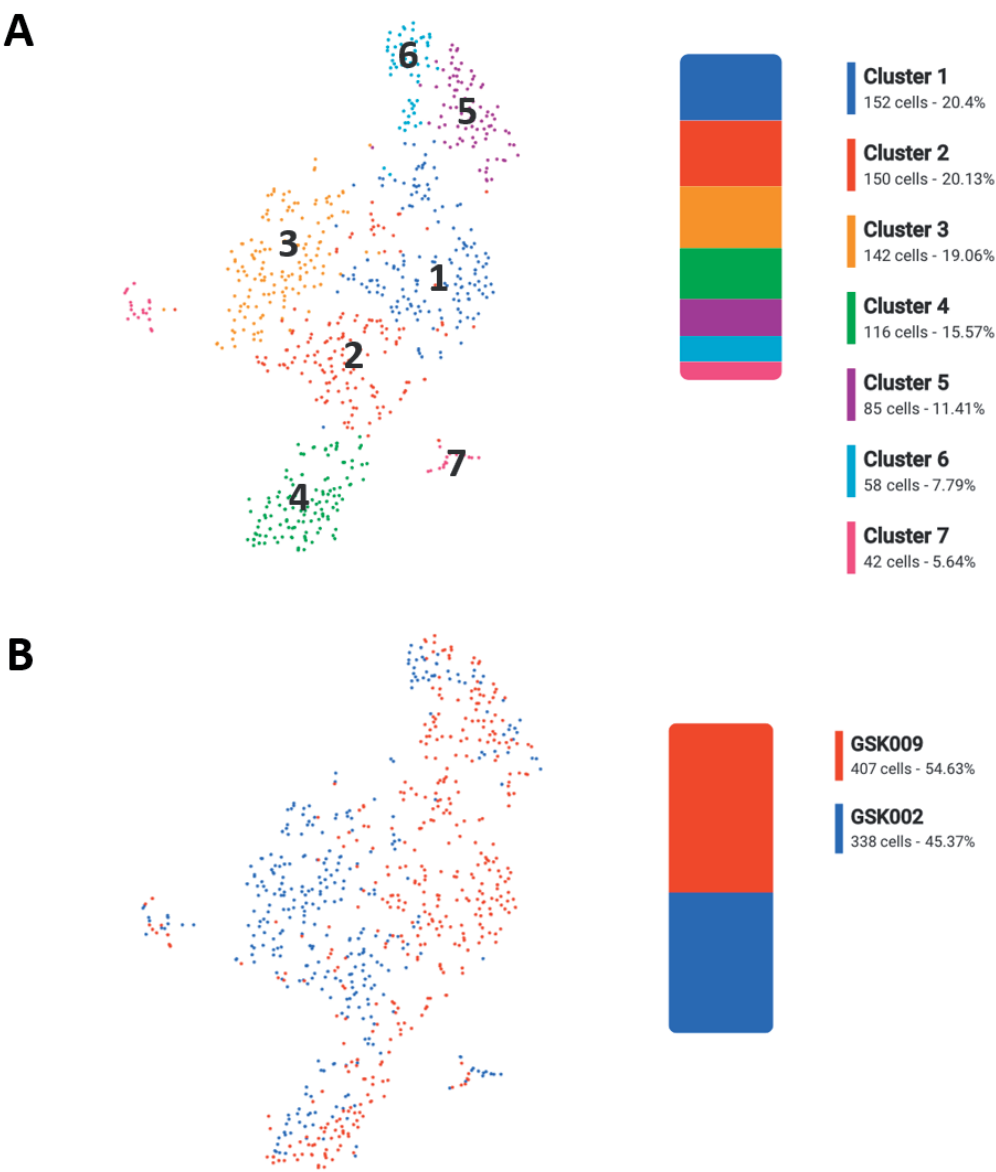 A
6
5
3
1
2
7
4
Cluster 1
152 cells - 20.4%
Cluster 2
150 cells - 20.13%
Cluster 3
142 cells - 19.06%
Cluster 4
116 cells - 15.57%
Cluster 5
85 cells - 11.41%
Cluster 6
58 cells - 7.79%
Cluster 7
42 cells - 5.64%
B
GSK009
407 cells - 54.63%
GSK002
338 cells - 45.37%